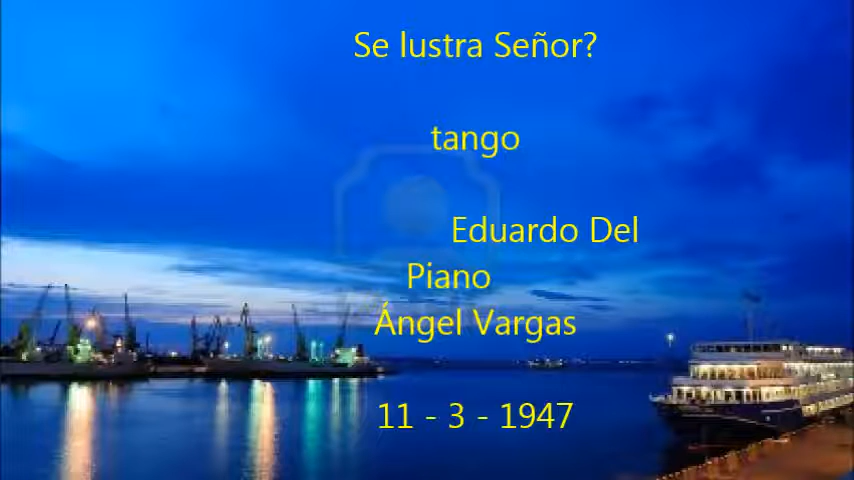 Se lustra Señor?
tango
Eduardo Del
Piano
Ángel Vargas
11 - 3 - 1947